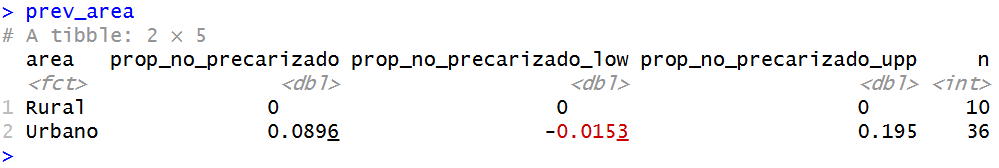 > prev_area
# A tibble: 2 × 5
area prop_no_precarizado prop_no_precarizado_low prop_no_precarizado_upp n
<fct> <dbl> <dbl> <dbl> <int>
1 Rural 0 0 0 10
2 Urbano 0.0896 -0.0153 0.195 36
>